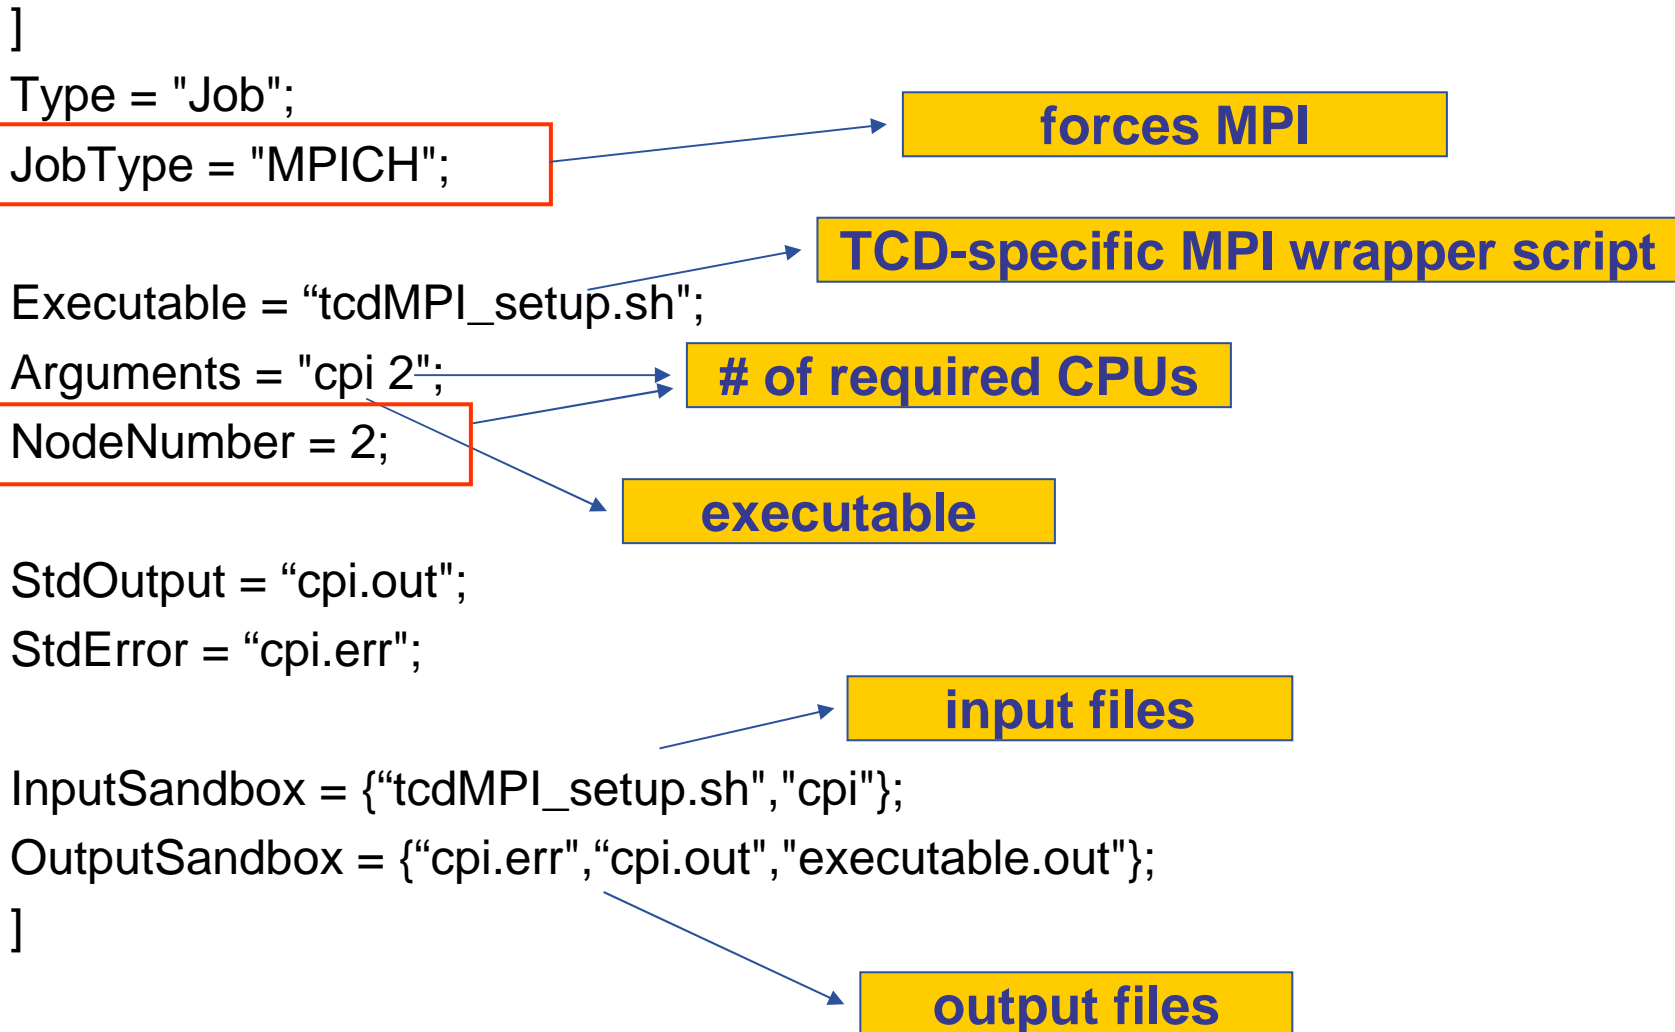 ]
Type = "Job";
forces MPI
JobType = "MPICH";
TCD-specific MPI wrapper script
Executable = “tcdMPI_setup.sh";
Arguments = "cpi 2";
# of required CPUs
NodeNumber = 2;
executable
StdOutput = “cpi.out";
StdError = “cpi.err";
input files
InputSandbox = {“tcdMPI_setup.sh","cpi"};
OutputSandbox = {“cpi.err",“cpi.out","executable.out"};
]
output files